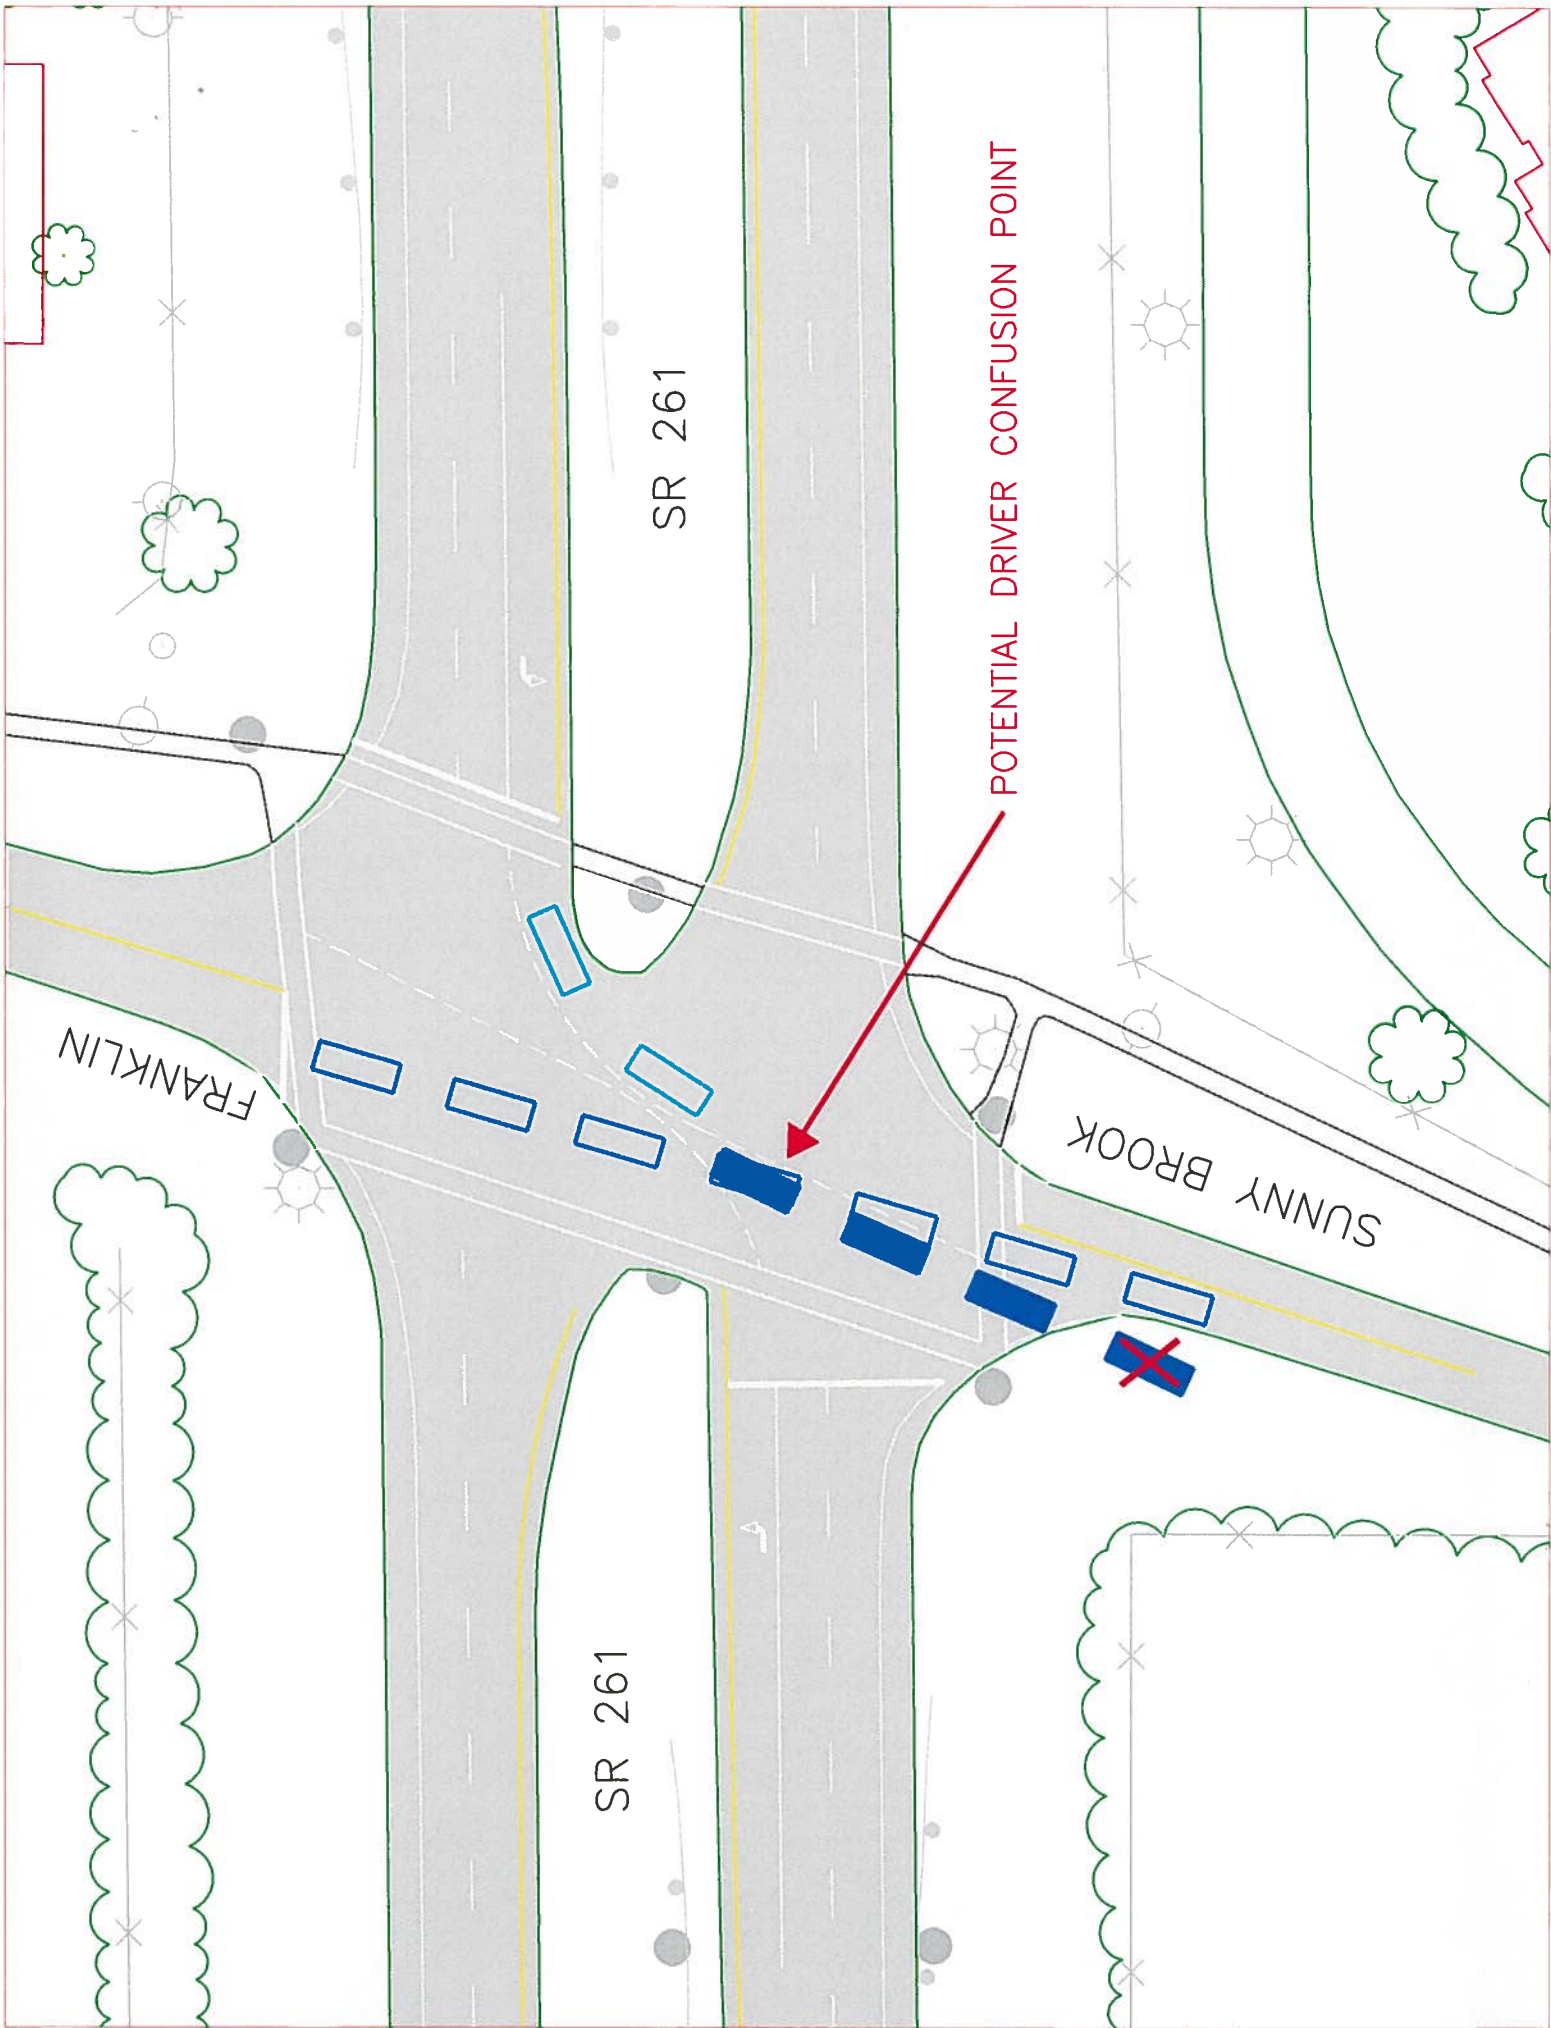 SR 261
POTENTIAL DRIVER CONFUSION POINT
FRANKLIN
SUNNY BROOK
SR 261